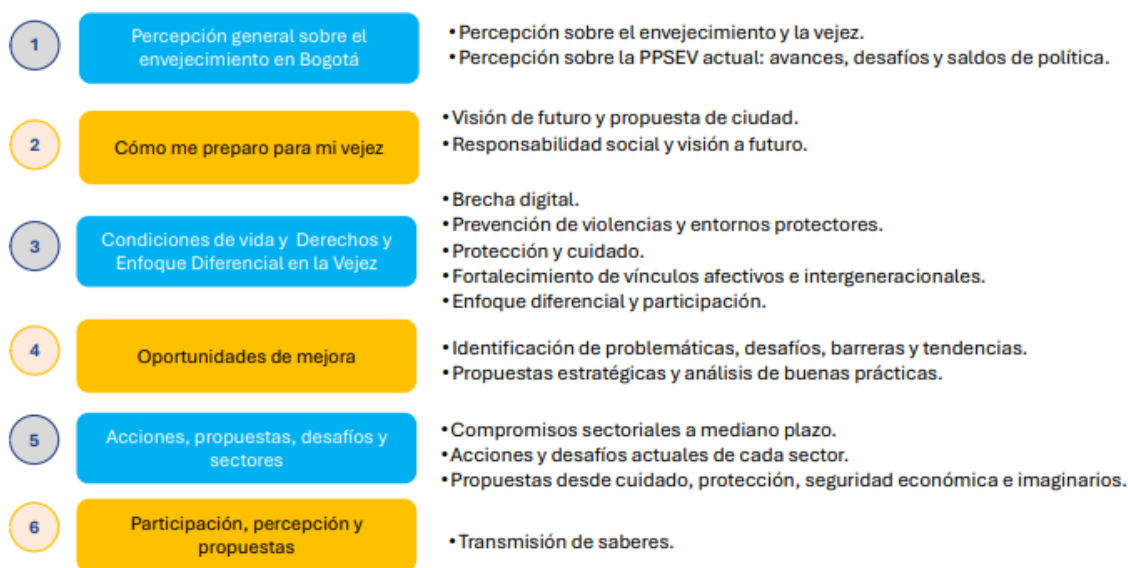 1
Percepción general sobre el
envejecimiento en Bogotá
•Percepción sobre el envejecimiento y la vejez.
•Percepción sobre la PPSEV actual: avances, desafíos y saldos de política.
2
Cómo me preparo para mi vejez
•Visión de futuro y propuesta de ciudad.
•Responsabilidad social y visión a futuro.
3
Condiciones de vida y Derechos y
Enfoque Diferencial en la Vejez
•Brecha digital.
•Prevención de violencias y entornos protectores.
•Protección y cuidado.
•Fortalecimiento de vínculos afectivos e intergeneracionales.
•Enfoque diferencial y participación.
4
Oportunidades de mejora
•Identificación de problemáticas, desafíos, barreras y tendencias.
•Propuestas estratégicas y análisis de buenas prácticas.
5
Acciones, propuestas, desafíos y
sectores
•Compromisos sectoriales a mediano plazo.
•Acciones y desafíos actuales de cada sector.
•Propuestas desde cuidado, protección, seguridad económica e imaginarios.
6
Participación, percepción y
propuestas
•Transmisión de saberes.